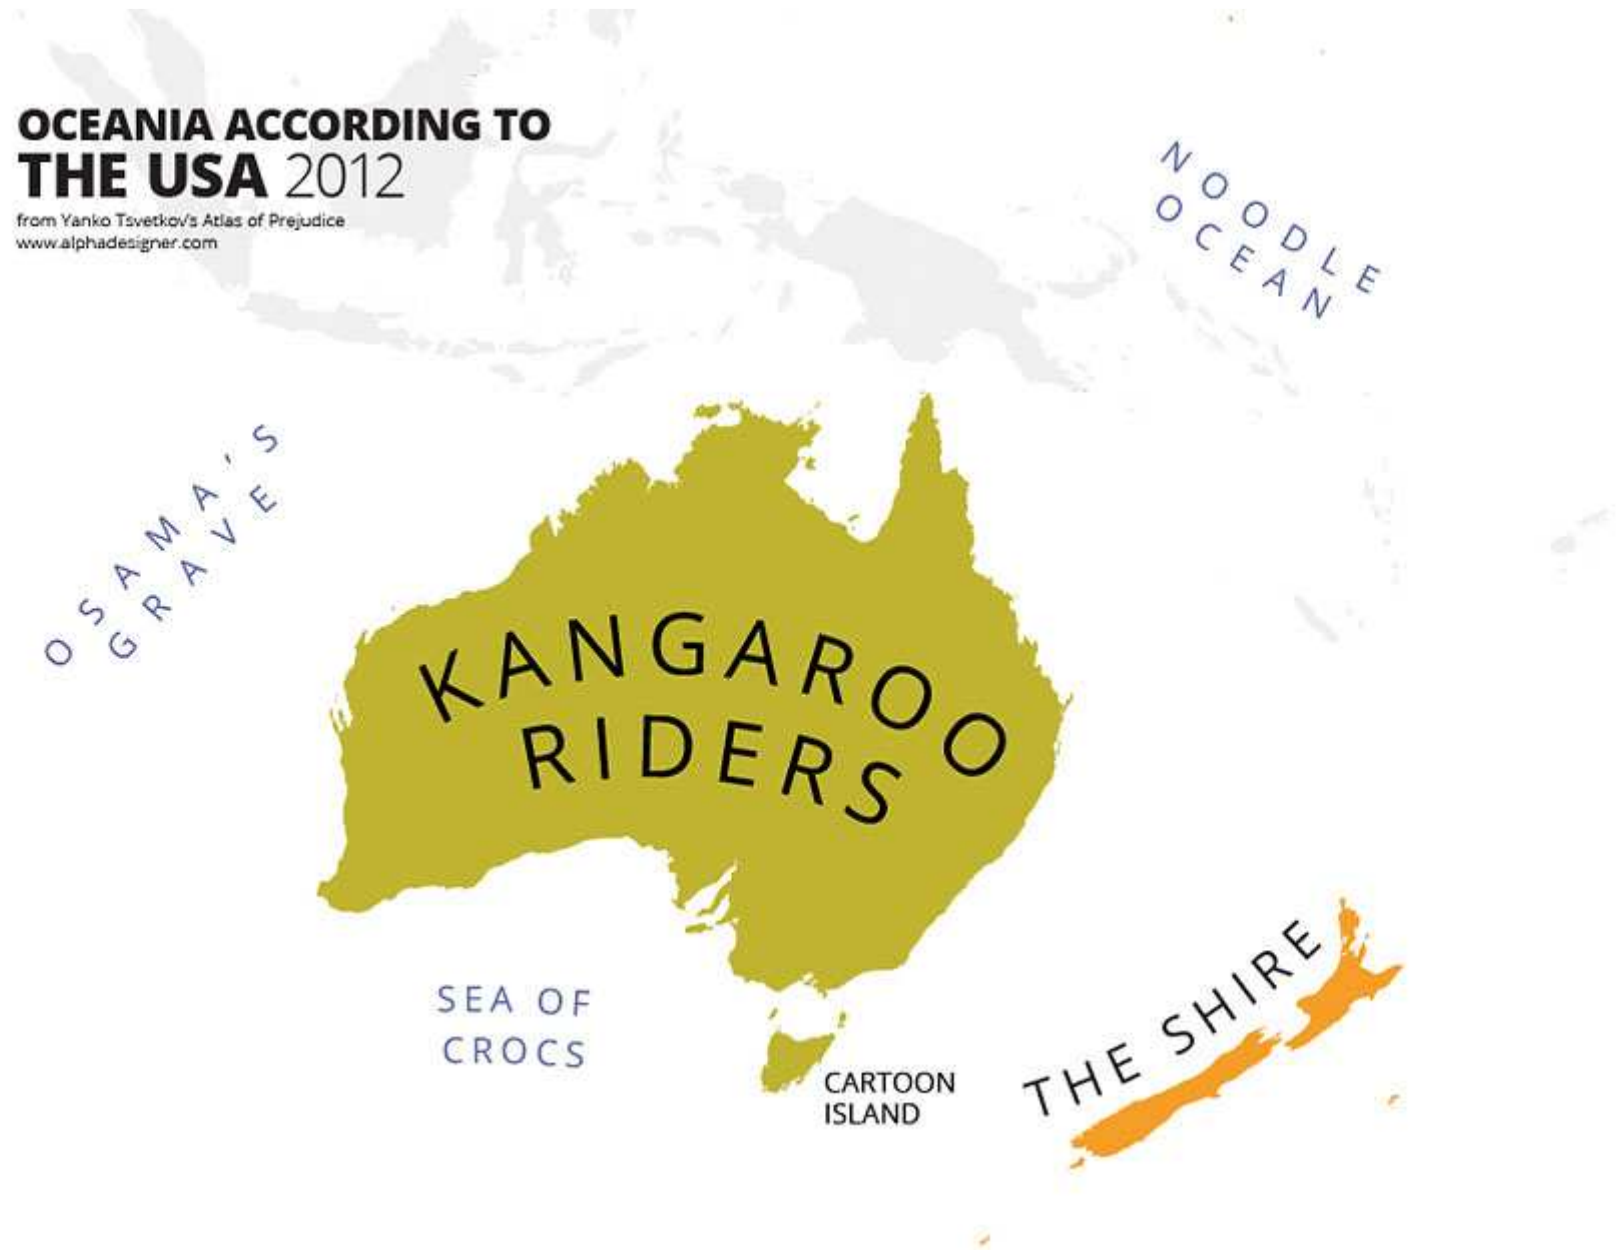 OCEANIA ACCORDING TO
THE USA 2012
from Yanko Tsvetkov's Atlas of Prejudice
www.alphadesigner.com
NOODLE
OCEAN
OSAMA'S
GRAVE
KANGAROO
RIDERS
SEA OF
CROCS
CARTOON
ISLAND
THE SHIRE